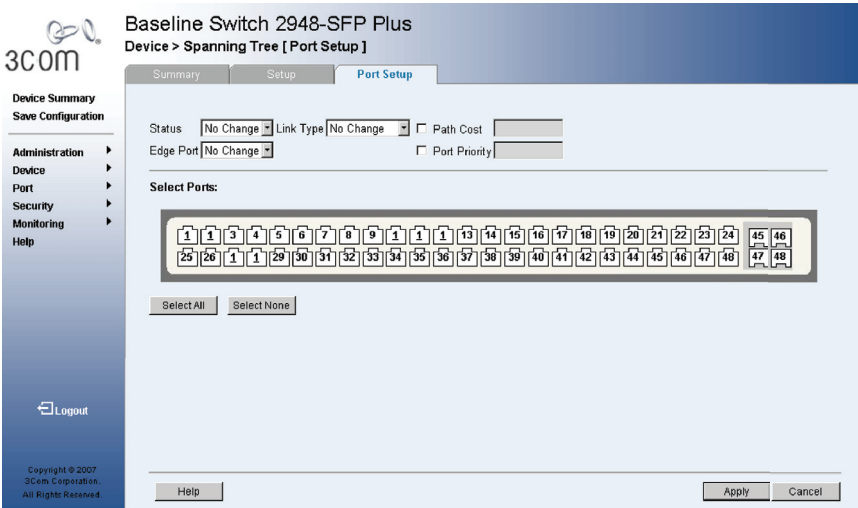 3COM
Baseline Switch 2948-SFP Plus
Device > Spanning Tree [ Port Setup ]
Summary Setup Port Setup
Device Summary
Save Configuration
Administration
Device
Port
Security
Monitoring
Help
Logout
Copyright © 2007
3Com Corporation.
All Rights Reserved.
Status No Change Link Type No Change Path Cost
Edge Port No Change Port Priority
Select Ports:
1 1 3 4 5 6 7 8 9 1 1 1 13 14 15 16 17 18 19 20 21 22 23 24 45 46
25 26 1 1 29 30 31 32 33 34 35 36 37 38 39 40 41 42 43 44 45 46 47 48 47 48
Select All Select None
Help Apply Cancel